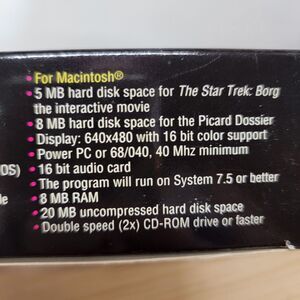 • For Macintosh®
• 5 MB hard disk space for The Star Trek: Borg
the interactive movie
• 8 MB hard disk space for the Picard Dossier
• Display: 640x480 with 16 bit color support
• Power PC or 68/040, 40 Mhz minimum
OS) • 16 bit audio card
• The program will run on System 7.5 or better
le • 8 MB RAM
• 20 MB uncompressed hard disk space
• Double speed (2x) CD-ROM drive or faster